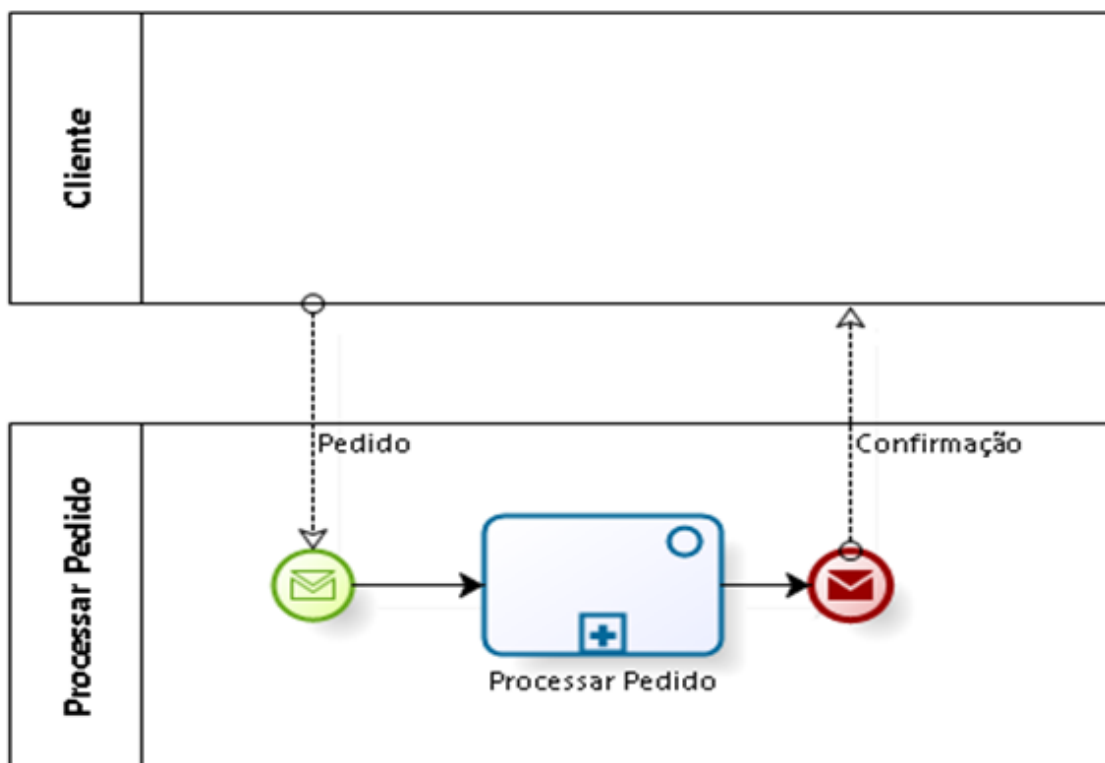 Cliente
Pedido
Confirmação
Processar Pedido
Processar Pedido